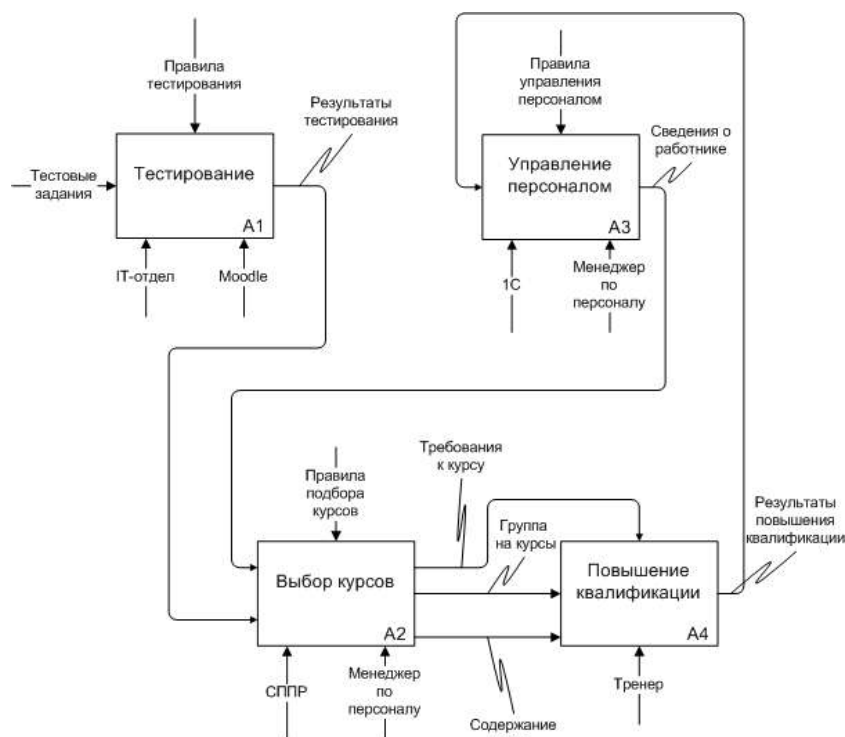 Правила
тестирования
Результаты
тестирования
Тестовые
задания
Тестирование
A1
IT-отдел
Moodle
Правила
управления
персоналом
Сведения о
работнике
Управление
персоналом
A3
1С
Менеджер
по
персоналу
Правила
подбора
курсов
Требования
к курсу
Группа
на курсы
Результаты
повышения
квалификации
Выбор курсов
A2
Повышение
квалификации
A4
СППР
Менеджер
по
персоналу
Содержание
Тренер